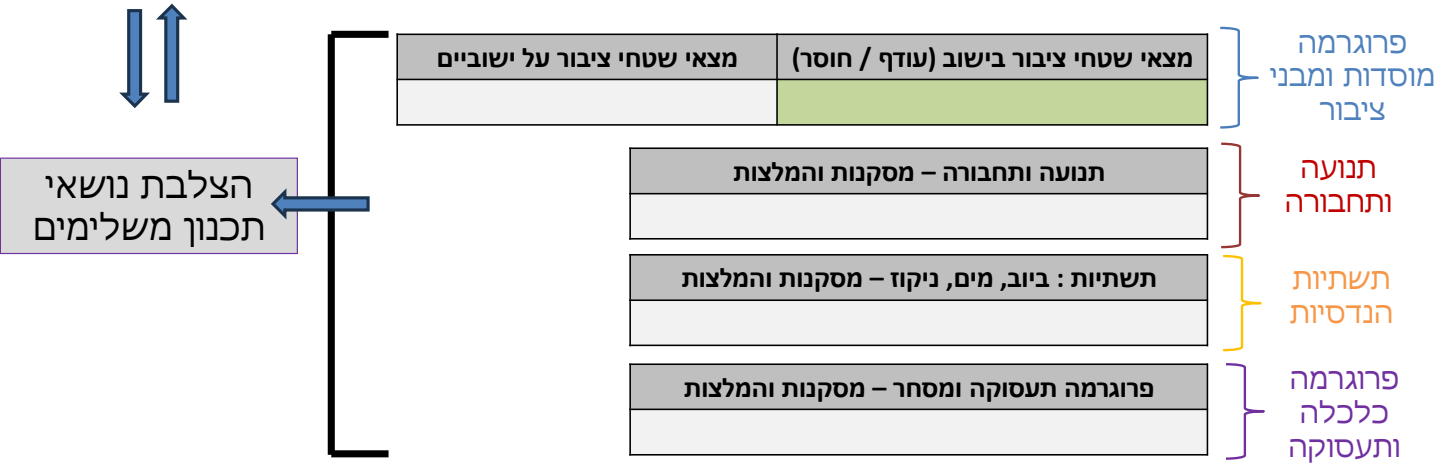 פרוגרמה
מוסדות ומבני
ציבור
מצאי שטחי ציבור בישוב (עודף / חוסר)
מצאי שטחי ציבור על ישוביים
תנועה
ותחבורה
תנועה ותחבורה – מסקנות והמלצות
הצלבת נושאי
תכנון משלימים
תשתיות
הנדסיות
תשתיות : ביוב, מים, ניקוז – מסקנות והמלצות
פרוגרמה
כלכלה
ותעסוקה
פרוגרמה תעסוקה ומסחר – מסקנות והמלצות